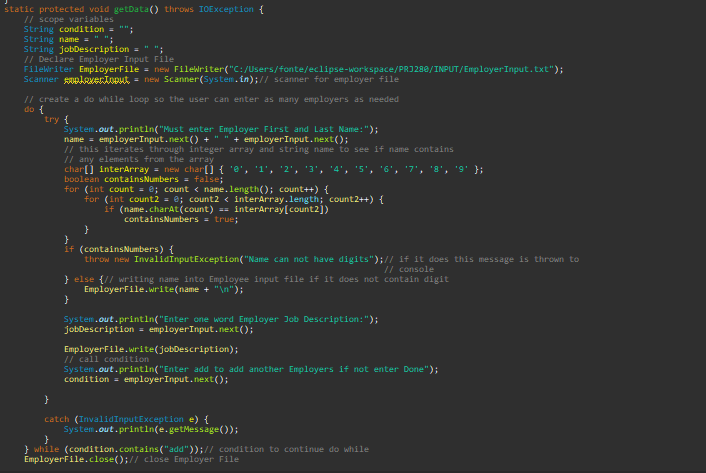 }
static protected void getData() throws IOException {
// scope variables
String condition = "";
String name = " ";
String jobDescription = " ";
// Declare Employer Input File
FileWriter EmployerFile = new FileWriter("C:/Users/fonte/eclipse-workspace/PRJ280/INPUT/EmployerInput.txt");
Scanner employerInput = new Scanner(System.in);// scanner for employer file
// create a do while loop so the user can enter as many employers as needed
do {
try {
System.out.println("Must enter Employer First and Last Name:");
name = employerInput.next() + " " + employerInput.next();
// this iterates through integer array and string name to see if name contains
// any elements from the array
char[] interArray = new char[] { '0', '1', '2', '3', '4', '5', '6', '7', '8', '9' };
boolean containsNumbers = false;
for (int count = 0; count < name.length(); count++) {
for (int count2 = 0; count2 < interArray.length; count2++) {
if (name.charAt(count) == interArray[count2])
containsNumbers = true;
}
}
if (containsNumbers) {
throw new InvalidInputException("Name can not have digits");// if it does this message is thrown to
// console
} else {// writing name into Employee input file if it does not contain digit
EmployerFile.write(name + "\n");
}
System.out.println("Enter one word Employer Job Description:");
jobDescription = employerInput.next();
EmployerFile.write(jobDescription);
// call condition
System.out.println("Enter add to add another Employers if not enter Done");
condition = employerInput.next();
}
catch (InvalidInputException e) {
System.out.println(e.getMessage());
}
} while (condition.contains("add"));// condition to continue do while
EmployerFile.close();// close Employer File